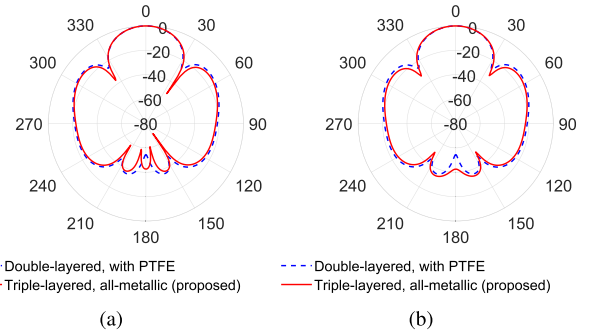 0 0
330 0 30 330 0 30
300 -20 60 300 -20 60
-40 -40
-60 -60
270 -80 90 270 -80 90
240 120 240 120
210 150 210 150
180 180
Double-layered, with PTFE Double-layered, with PTFE
Triple-layered, all-metallic (proposed) Triple-layered, all-metallic (proposed)
(a) (b)